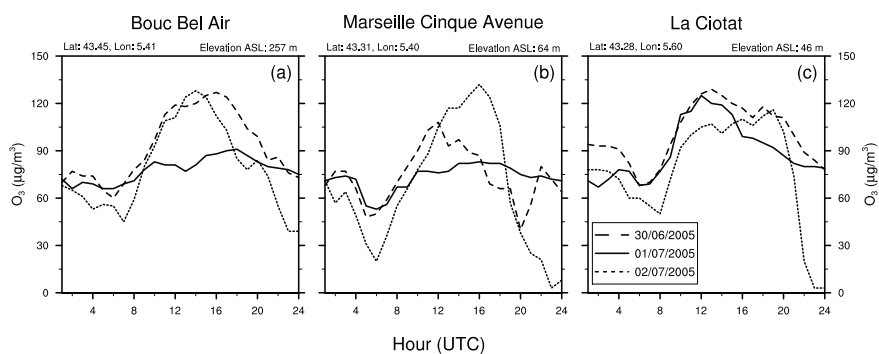 Bouc Bel Air
Marseille Cinque Avenue
La Ciotat
Lat: 43.45, Lon: 5.41
Elevation ASL: 257 m
Lat: 43.31, Lon: 5.40
Elevation ASL: 64 m
Lat: 43.28, Lon: 5.60
Elevation ASL: 46 m
(a)
(b)
(c)
150
120
90
60
30
0
O₃ (μg/m³)
150
120
90
60
30
0
O₃ (μg/m³)
30/06/2005
01/07/2005
02/07/2005
4 8 12 16 20 24
4 8 12 16 20 24
4 8 12 16 20 24
Hour (UTC)